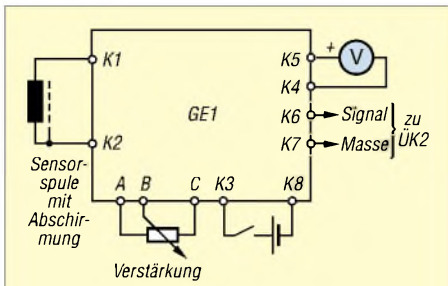 K1
K5
+
V
K4
GE1
K6
Signal
zu
ÜK2
K7
Masse
K2
Sensor-
spule
mit
Abschir-
mung
A
B
C
K3
K8
Verstärkung